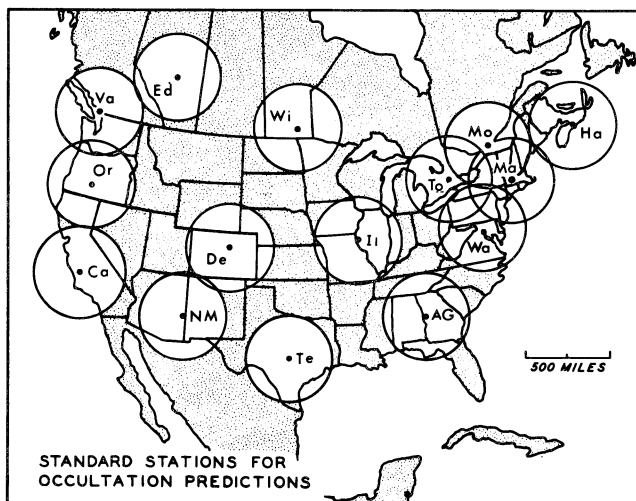 Va
Ed
Wi
Mo
Ha
Or
To
Ma
De
Il
Wa
Ca
NM
AG
Te
500 MILES
STANDARD STATIONS FOR
OCCULTATION PREDICTIONS